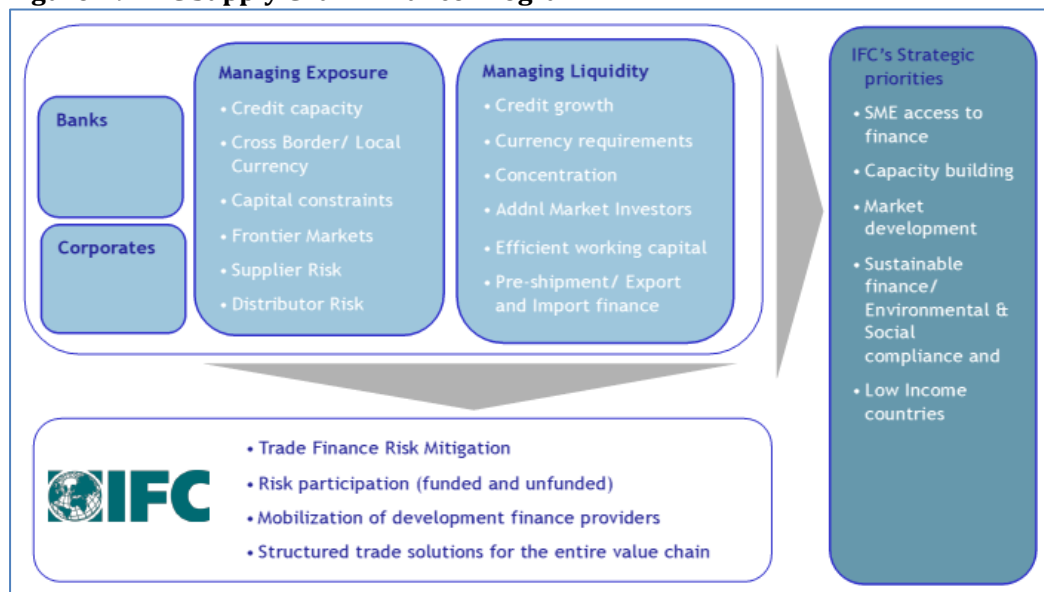 Banks
Corporates
Managing Exposure
• Credit capacity
• Cross Border/ Local
Currency
• Capital constraints
• Frontier Markets
• Supplier Risk
• Distributor Risk
Managing Liquidity
• Credit growth
• Currency requirements
• Concentration
• Addnl Market Investors
• Efficient working capital
• Pre-shipment/ Export
and Import finance
IFC's Strategic
priorities
• SME access to
finance
• Capacity building
• Market
development
• Sustainable
finance/
Environmental &
Social
compliance and
• Low Income
countries
IFC
• Trade Finance Risk Mitigation
• Risk participation (funded and unfunded)
• Mobilization of development finance providers
• Structured trade solutions for the entire value chain